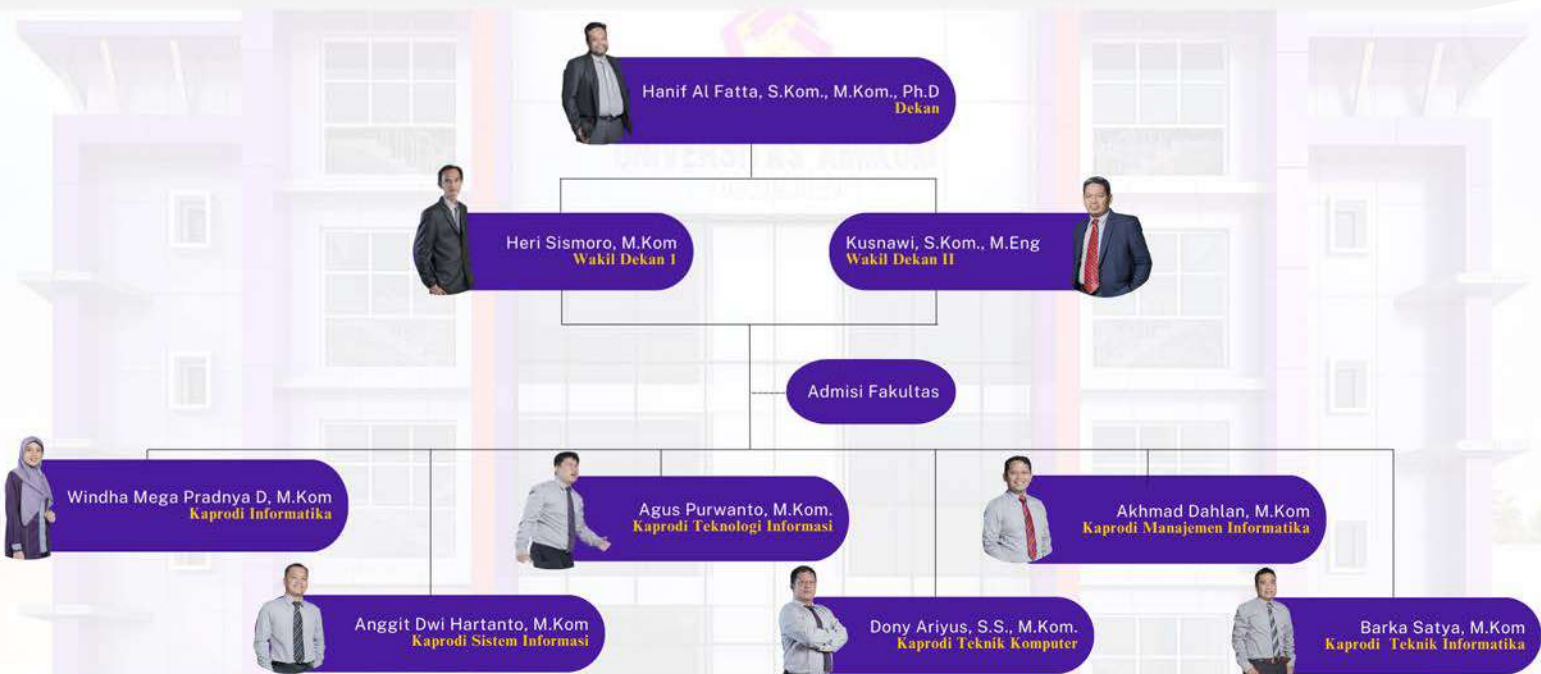 Hanif Al Fatta, S.Kom., M.Kom., Ph.D
Dekan
UNIVERSITAS AMIKOM
Heri Sismoro, M.Kom
Wakil Dekan I
Kusnawi, S.Kom., M.Eng
Wakil Dekan II
Admisi Fakultas
Windha Mega Pradnya D, M.Kom
Kaprodi Informatika
Agus Purwanto, M.Kom.
Kaprodi Teknologi Informasi
Akhmad Dahlan, M.Kom
Kaprodi Manajemen Informatika
Anggit Dwi Hartanto, M.Kom
Kaprodi Sistem Informasi
Dony Ariyus, S.S., M.Kom.
Kaprodi Teknik Komputer
Barka Satya, M.Kom
Kaprodi Teknik Informatika